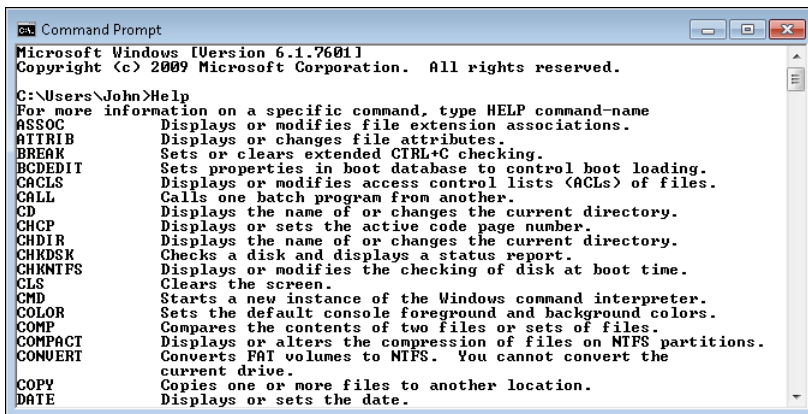 Command Prompt
Microsoft Windows [Version 6.1.7601]
Copyright (c) 2009 Microsoft Corporation.  All rights reserved.
C:\Users\John>Help
For more information on a specific command, type HELP command-name
ASSOC          Displays or modifies file extension associations.
ATTRIB         Displays or changes file attributes.
BREAK          Sets or clears extended CTRL+C checking.
BCDEDIT        Sets properties in boot database to control boot loading.
CACLS          Displays or modifies access control lists (ACLs) of files.
CALL           Calls one batch program from another.
CD             Displays the name of or changes the current directory.
CHCP           Displays or sets the active code page number.
CHDIR          Displays the name of or changes the current directory.
CHKDSK         Checks a disk and displays a status report.
CHKNTFS        Displays or modifies the checking of disk at boot time.
CLS            Clears the screen.
CMD            Starts a new instance of the Windows command interpreter.
COLOR          Sets the default console foreground and background colors.
COMP           Compares the contents of two files or sets of files.
COMPACT        Displays or alters the compression of files on NTFS partitions.
CONVERT        Converts FAT volumes to NTFS.  You cannot convert the
               current drive.
COPY           Copies one or more files to another location.
DATE           Displays or sets the date.